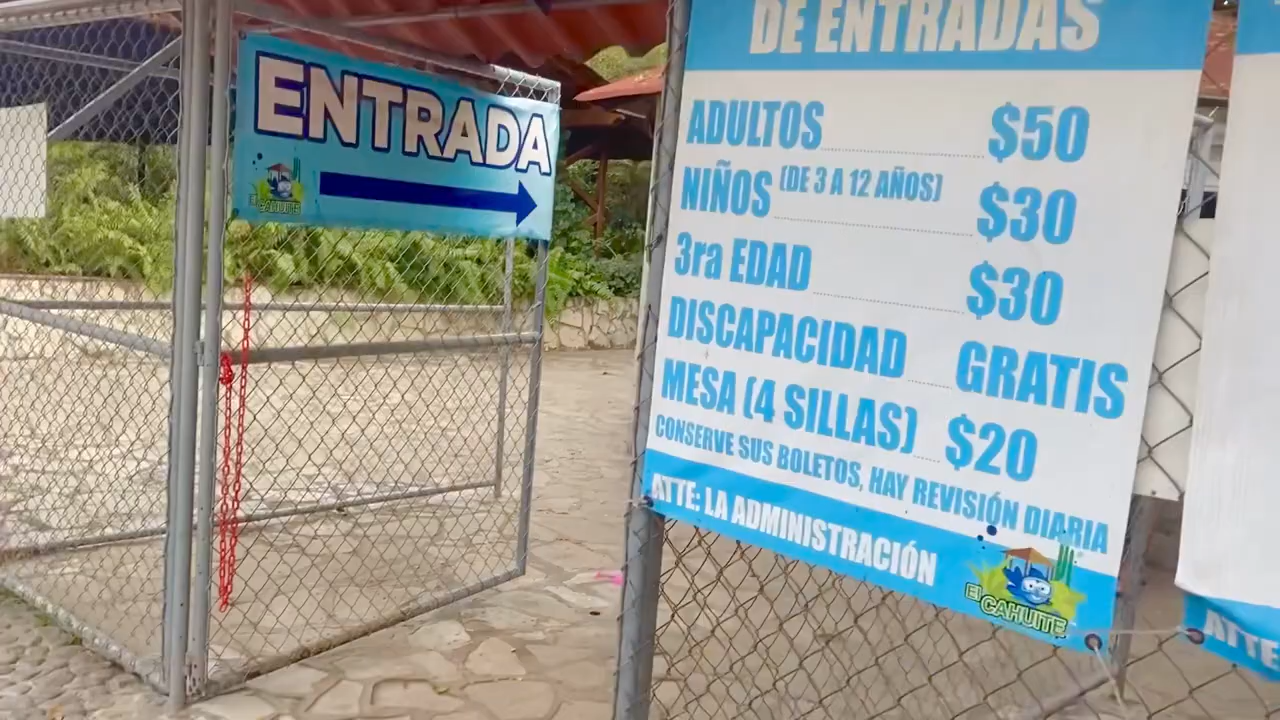 ENTRADA
EL CAHUITE
DE ENTRADAS
ADULTOS $50
NIÑOS (DE 3 A 12 AÑOS) $30
3ra EDAD $30
DISCAPACIDAD GRATIS
MESA (4 SILLAS) $20
CONSERVE SUS BOLETOS, HAY REVISIÓN DIARIA
ATTE: LA ADMINISTRACIÓN
El CAHUITE
ATTE